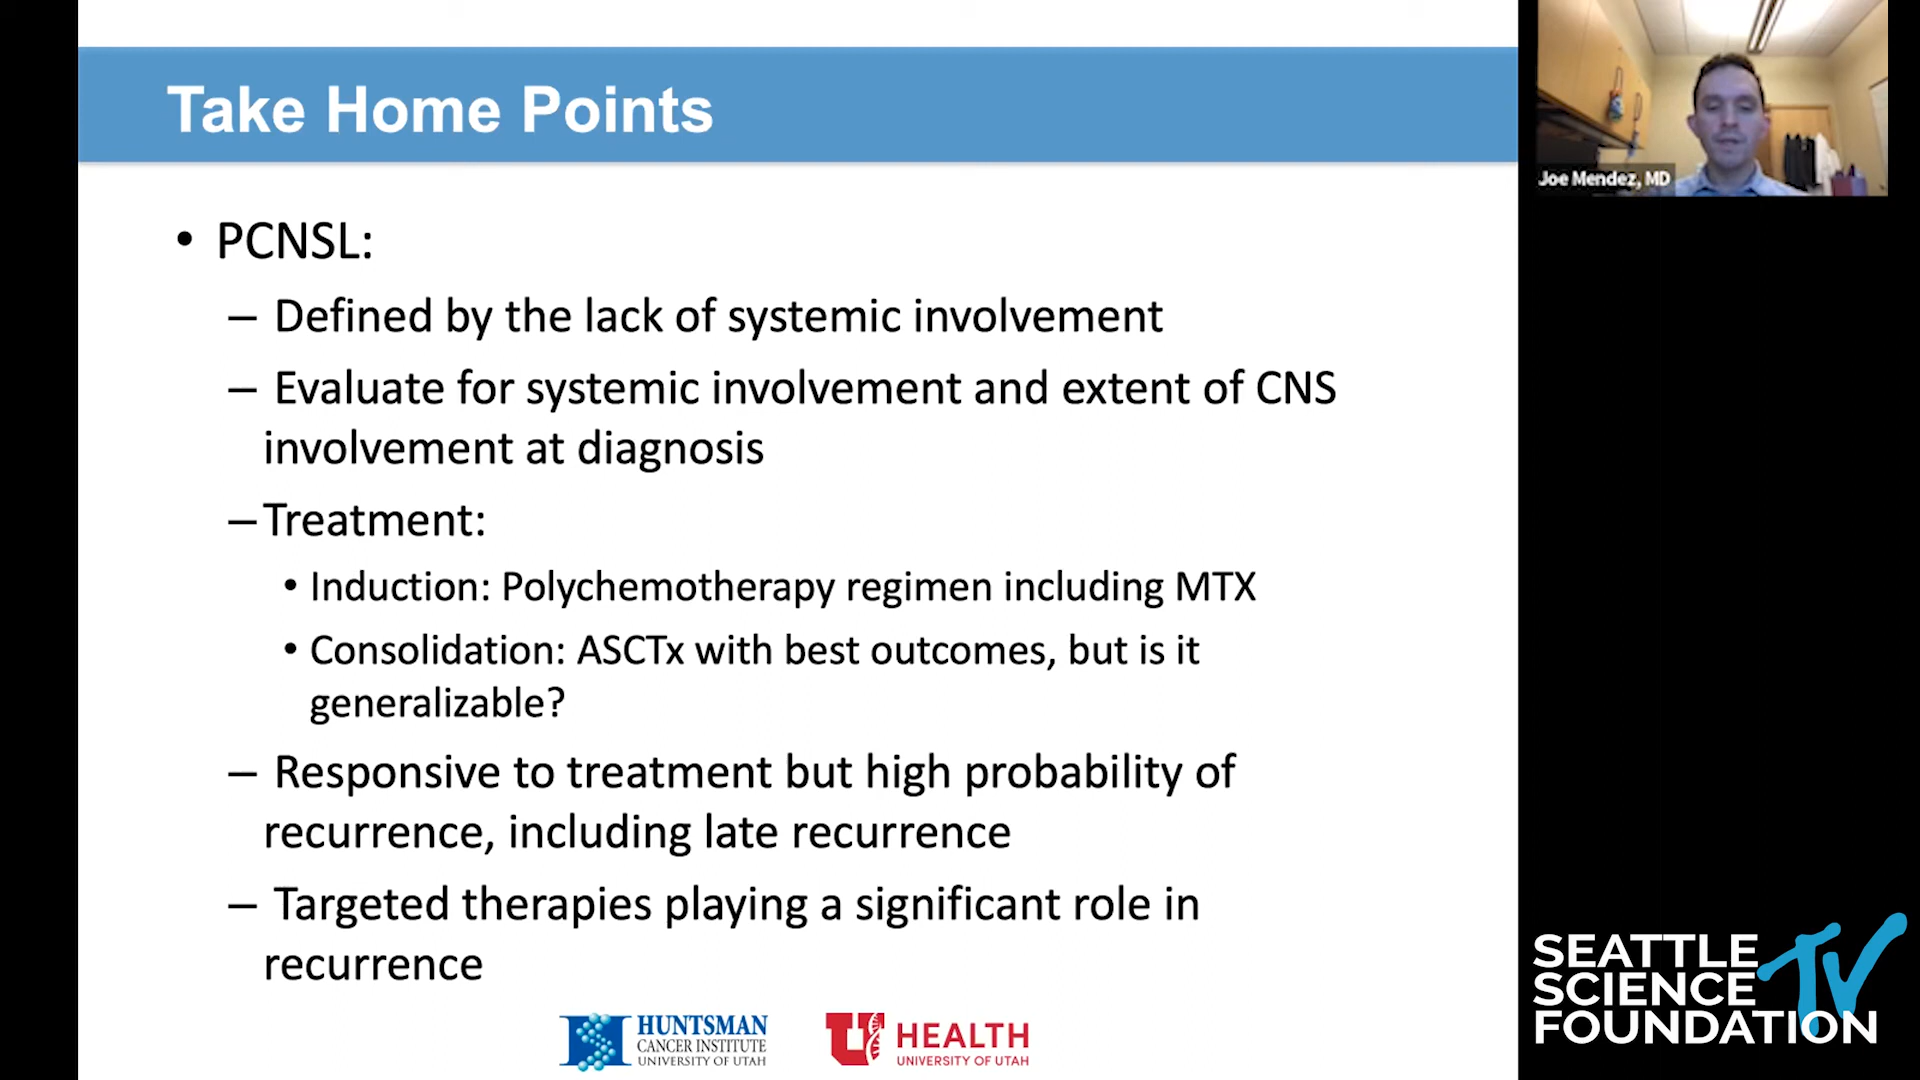 Take Home Points
• PCNSL:
– Defined by the lack of systemic involvement
– Evaluate for systemic involvement and extent of CNS
involvement at diagnosis
–Treatment:
• Induction: Polychemotherapy regimen including MTX
• Consolidation: ASCTx with best outcomes, but is it
generalizable?
– Responsive to treatment but high probability of
recurrence, including late recurrence
– Targeted therapies playing a significant role in
recurrence
HUNTSMAN
CANCER INSTITUTE
UNIVERSITY OF UTAH
U HEALTH
UNIVERSITY OF UTAH
Joe Mendez, MD
SEATTLE
SCIENCE TV
FOUNDATION